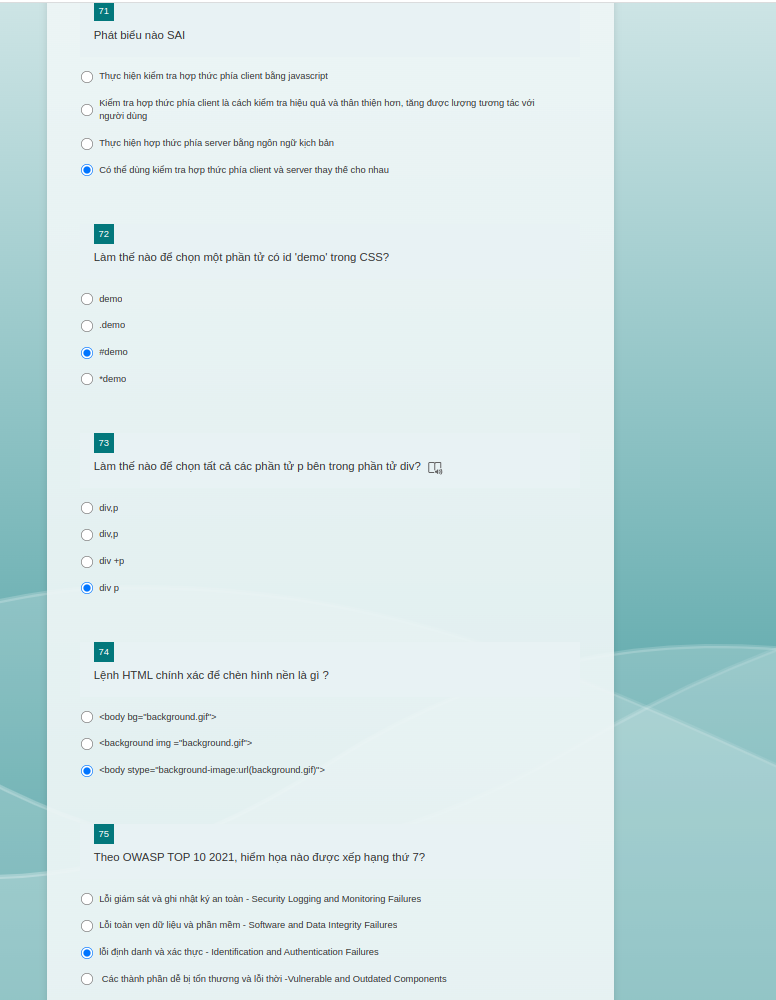 71
Phát biểu nào SAI
Thực hiện kiểm tra hợp thức phía client bằng javascript
Kiểm tra hợp thức phía client là cách kiểm tra hiệu quả và thân thiện hơn, tăng được lượng tương tác với
người dùng
Thực hiện hợp thức phía server bằng ngôn ngữ kịch bản
Có thể dùng kiểm tra hợp thức phía client và server thay thế cho nhau
72
Làm thế nào để chọn một phần tử có id 'demo' trong CSS?
demo
.demo
#demo
*demo
73
Làm thế nào để chọn tất cả các phần tử p bên trong phần tử div?
div,p
div,p
div +p
div p
74
Lệnh HTML chính xác để chèn hình nền là gì ?
<body bg="background.gif">
<background img ="background.gif">
<body stype="background-image:url(background.gif)">
75
Theo OWASP TOP 10 2021, hiểm họa nào được xếp hạng thứ 7?
Lỗi giám sát và ghi nhật ký an toàn - Security Logging and Monitoring Failures
Lỗi toàn vẹn dữ liệu và phần mềm - Software and Data Integrity Failures
lỗi định danh và xác thực - Identification and Authentication Failures
Các thành phần dễ bị tổn thương và lỗi thời -Vulnerable and Outdated Components